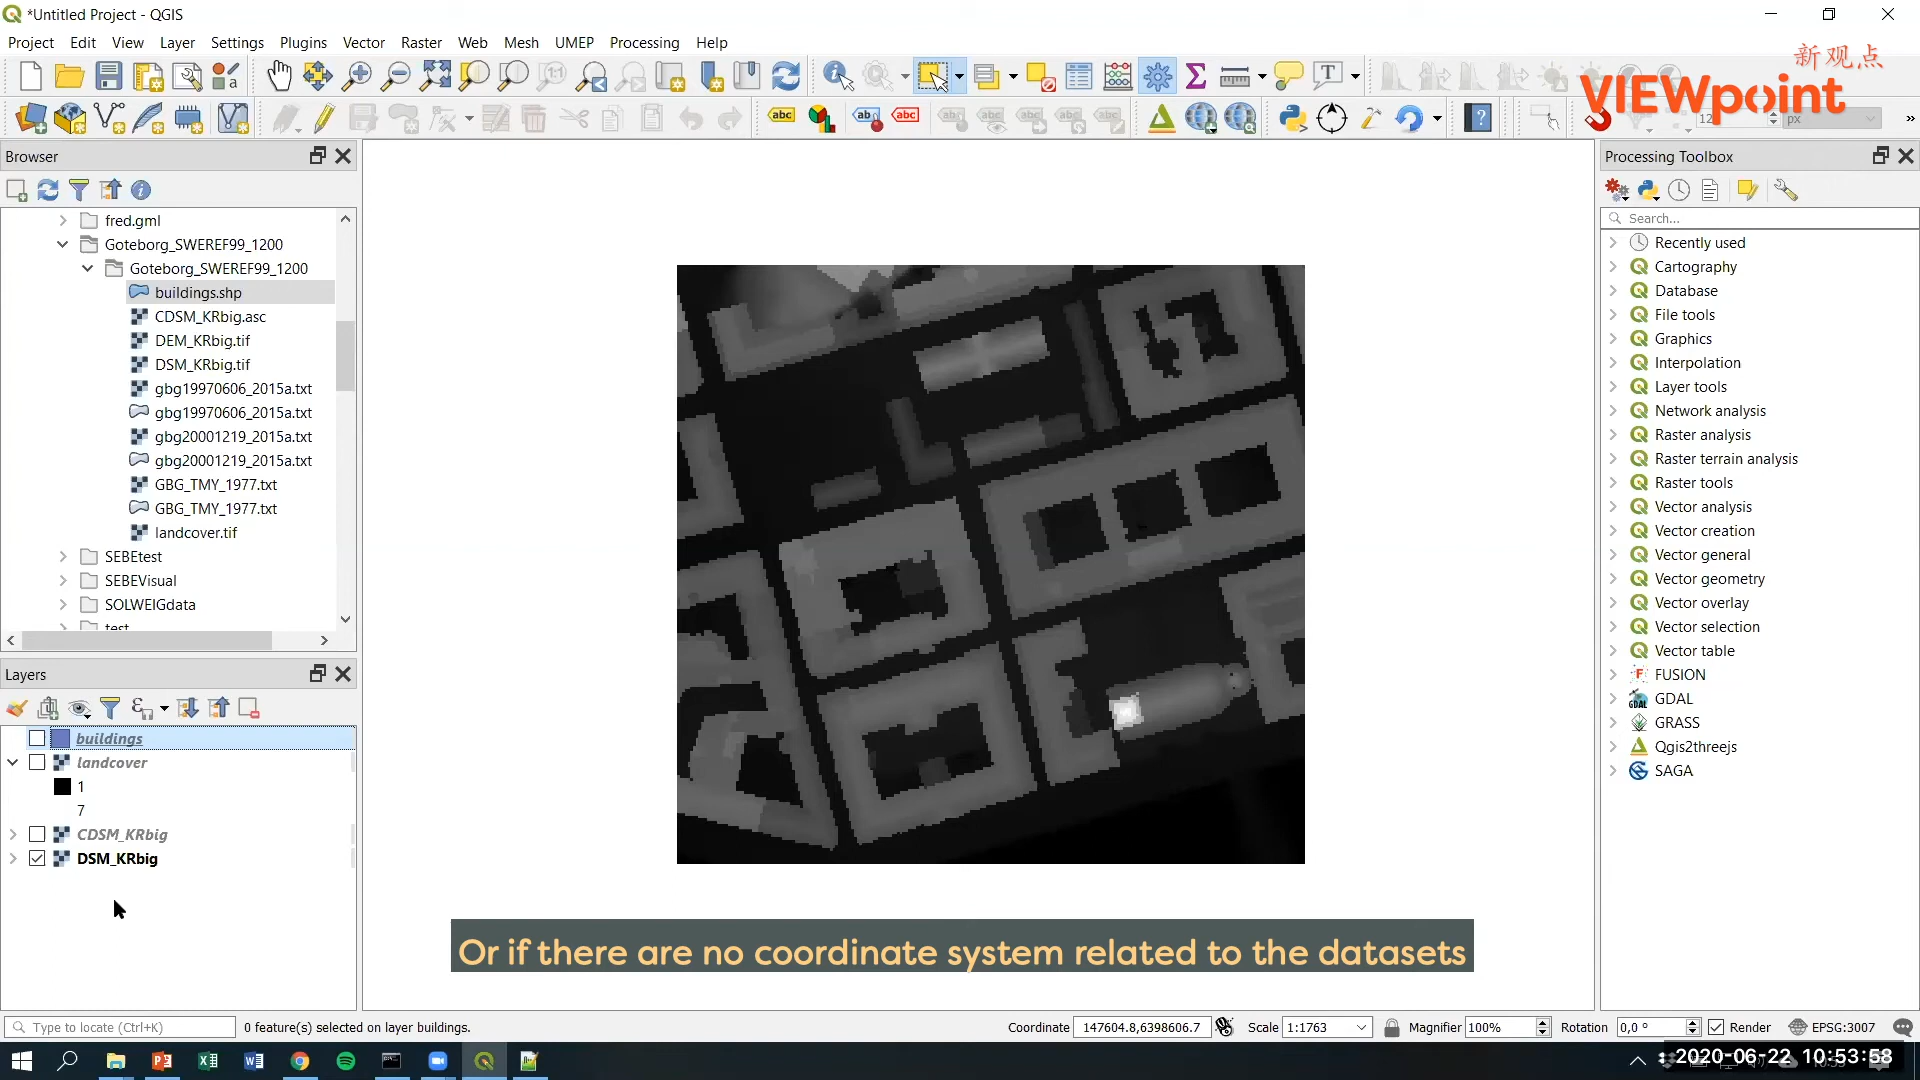 *Untitled Project - QGIS
Project Edit View Layer Settings Plugins Vector Raster Web Mesh UMEP Processing Help
新观点
VIEWpoint
Browser
fred.gml
Goteborg_SWEREF99_1200
Goteborg_SWEREF99_1200
buildings.shp
CDSM_KRbig.asc
DEM_KRbig.tif
DSM_KRbig.tif
gbg19970606_2015a.txt
gbg19970606_2015a.txt
gbg20001219_2015a.txt
gbg20001219_2015a.txt
GBG_TMY_1977.txt
GBG_TMY_1977.txt
landcover.tif
SEBEtest
SEBEVisual
SOLWEIGdata
test
Layers
buildings
landcover
1
7
CDSM_KRbig
DSM_KRbig
Processing Toolbox
Search...
Recently used
Cartography
Database
File tools
Graphics
Interpolation
Layer tools
Network analysis
Raster analysis
Raster terrain analysis
Raster tools
Vector analysis
Vector creation
Vector general
Vector geometry
Vector overlay
Vector selection
Vector table
FUSION
GDAL
GRASS
Qgis2threejs
SAGA
Or if there are no coordinate system related to the datasets
Type to locate (Ctrl+K) 0 feature(s) selected on layer buildings. Coordinate 147604.8,6398606.7 Scale 1:1763 Magnifier 100% Rotation 0,0 ° Render EPSG:3007
2020-06-22 10:53:58